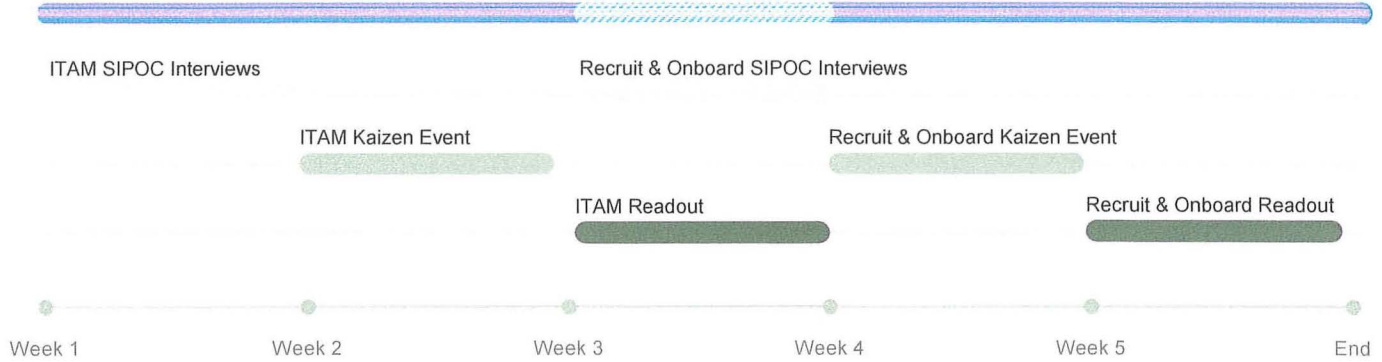 ITAM SIPOC Interviews
Recruit & Onboard SIPOC Interviews
ITAM Kaizen Event
Recruit & Onboard Kaizen Event
ITAM Readout
Recruit & Onboard Readout
Week 1
Week 2
Week 3
Week 4
Week 5
End